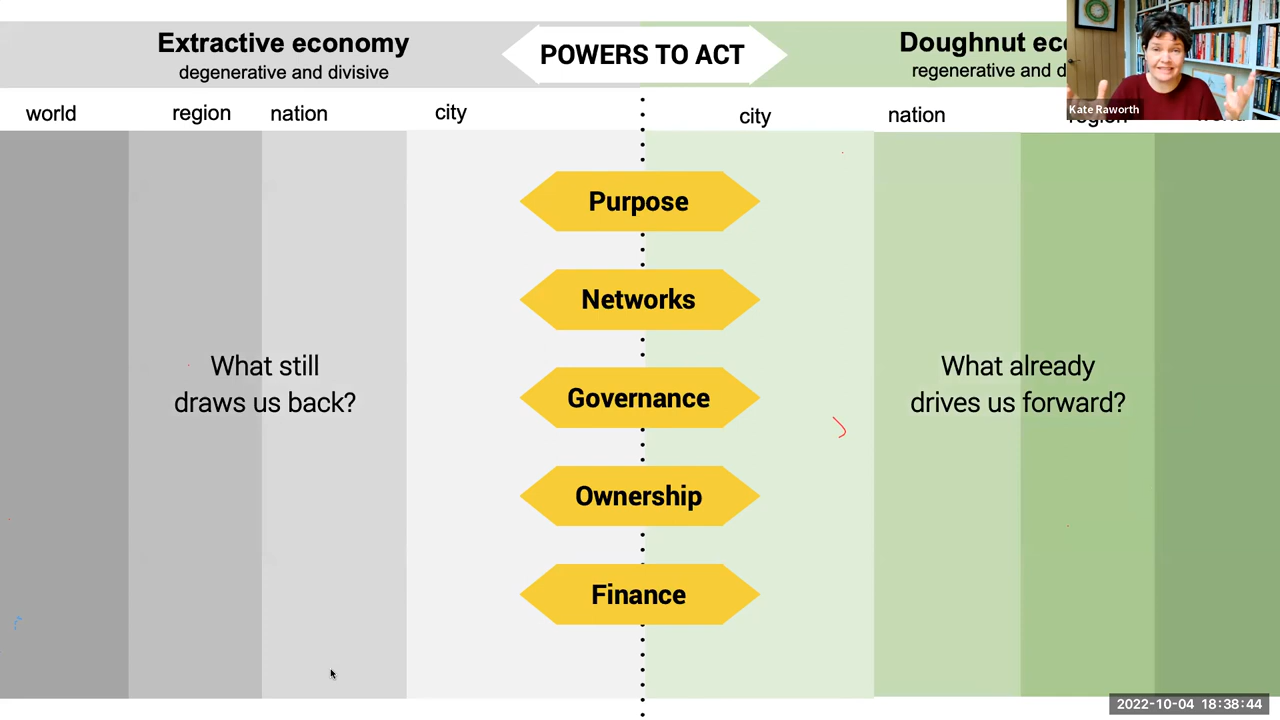 Extractive economy
degenerative and divisive
POWERS TO ACT
Doughnut
regenerative and
Kate Raworth
world region nation city
city nation region
Purpose
Networks
Governance
Ownership
Finance
What still
draws us back?
What already
drives us forward?
2022-10-04 18:38:44